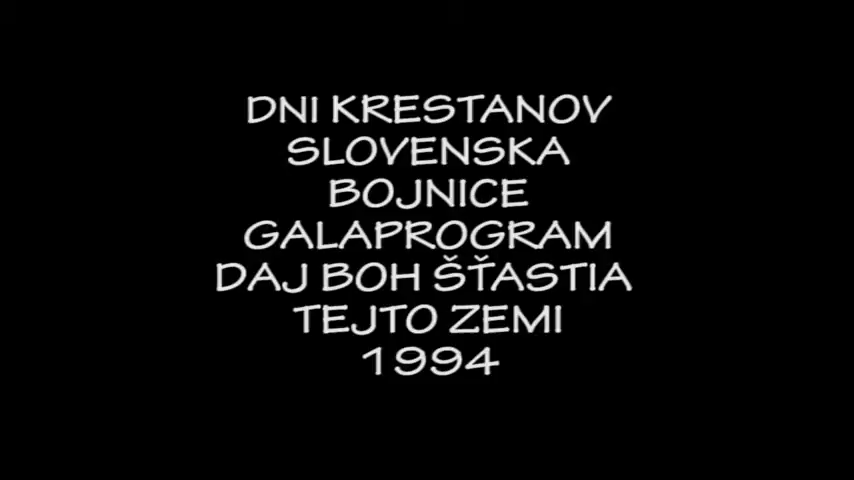 DNI KRESTANOV
SLOVENSKA
BOJNICE
GALAPROGRAM
DAJ BOH ŠŤASTIA
TEJTO ZEMI
1994